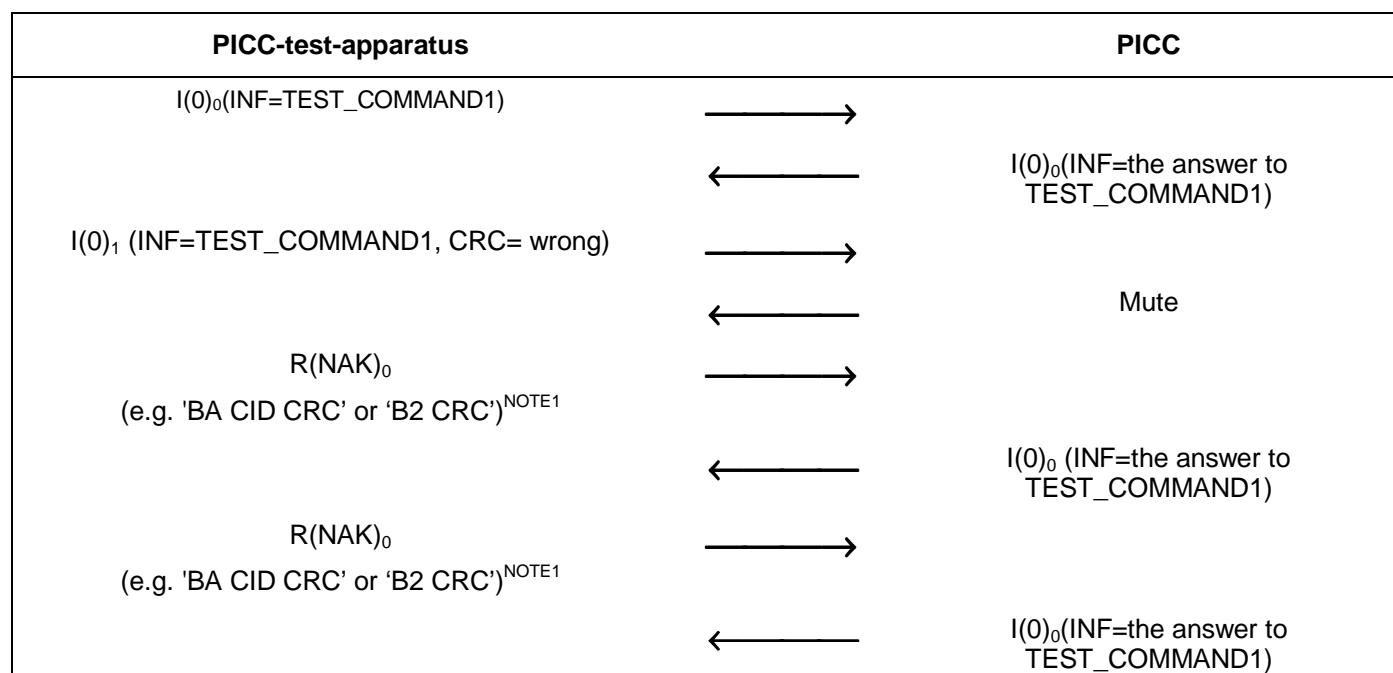 PICC-test-apparatus PICC
I(0)₀(INF=TEST_COMMAND1)
I(0)₀(INF=the answer to
TEST_COMMAND1)
I(0)₁ (INF=TEST_COMMAND1, CRC= wrong)
Mute
R(NAK)₀
(e.g. 'BA CID CRC' or ‘B2 CRC’)NOTE1
I(0)₀ (INF=the answer to
TEST_COMMAND1)
R(NAK)₀
(e.g. 'BA CID CRC' or ‘B2 CRC’)NOTE1
I(0)₀(INF=the answer to
TEST_COMMAND1)